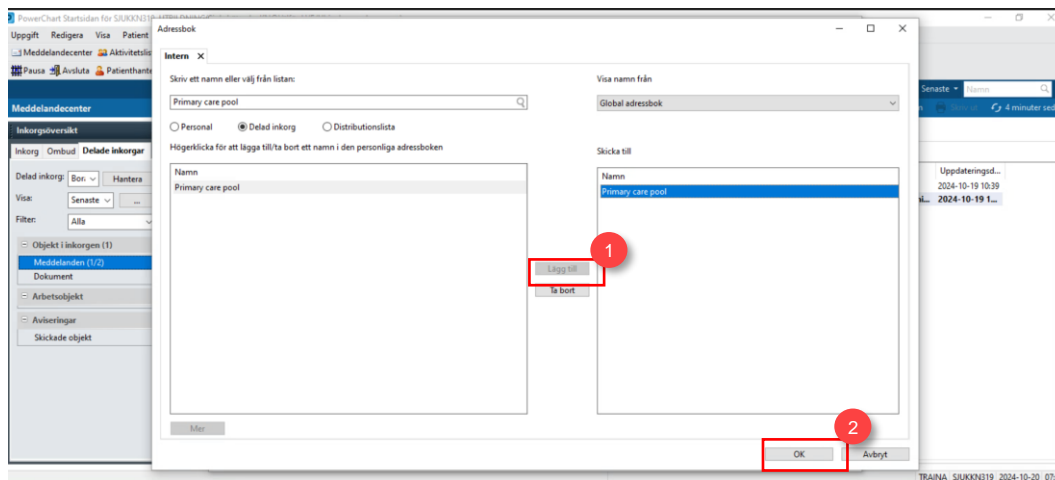 PowerChart Startsidan för SJUKKN319
Adressbok
Uppgift Redigera Visa Patient
Meddelandecenter Aktivitetslis
Pausa Avsluta Patienthante
Intern X
Skriv ett namn eller välj från listan:
Visa namn från
Primary care pool
Global adressbok
Senaste Namn
Meddelandecenter
4 minuter sed
Personal Delad inkorg Distributionslista
Inkorgsöversikt
Högerklicka för att lägga till/ta bort ett namn i den personliga adressboken
Skicka till
Inkorg Ombud Delade inkorgar
Namn
Namn
Uppdateringsd...
Primary care pool
Primary care pool
Delad inkorg: Hantera
2024-10-19 10:39
Visa: Senaste ...
2024-10-19 1...
Filter: Alla
Objekt i inkorgen (1)
1
Meddelanden (1/2)
Lägg till
Dokument
Ta bort
Arbetsobjekt
Aviseringar
Skickade objekt
Mer
2
OK Avbryt
TRAINA SJUKKN319 2024-10-20 07: